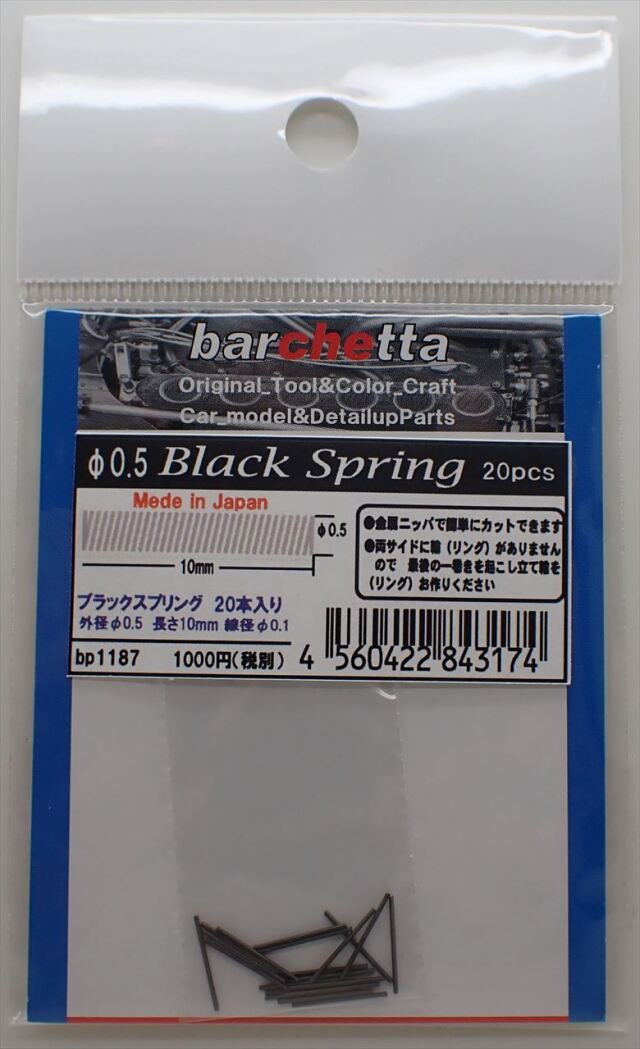 barchetta
Original_Tool&Color_Craft
Car_model&DetailupParts
φ0.5 Black Spring 20pcs
Mede in Japan
φ0.5
10mm
●金属ニッパで簡単にカットできます
●両サイドに輪(リング)がありません
ので 最後の一巻きを起こし立て輪を
(リング)お作りください
ブラックスプリング 20本入り
外径φ0.5 長さ10mm 線径φ0.1
bp1187 1000円(税別)
4 560422 843174